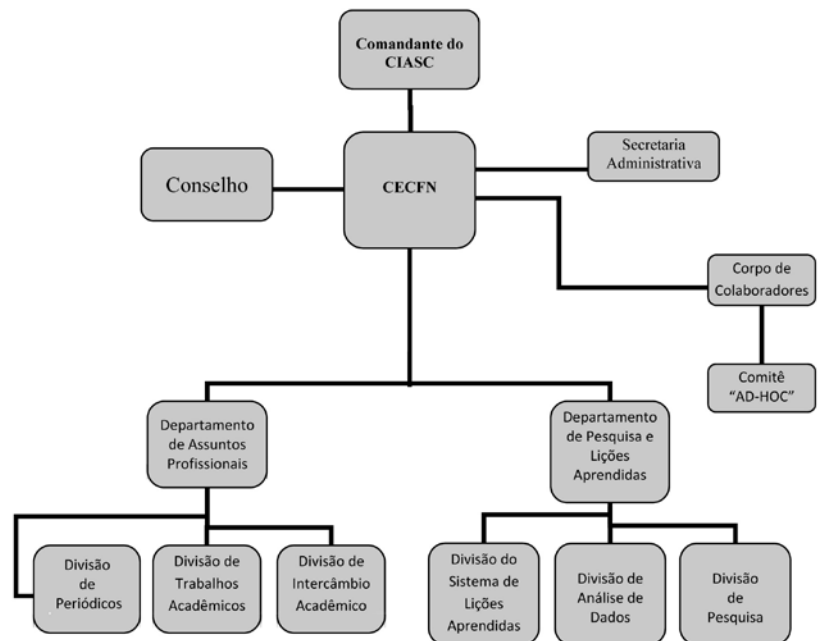 Comandante do
CIASC
CECFN
Conselho
Secretaria
Administrativa
Corpo de
Colaboradores
Comitê
“AD-HOC”
Departamento
de Assuntos
Profissionais
Departamento
de Pesquisa e
Lições
Aprendidas
Divisão
de
Periódicos
Divisão de
Trabalhos
Acadêmicos
Divisão de
Intercâmbio
Acadêmico
Divisão do
Sistema de
Lições
Aprendidas
Divisão de
Análise de
Dados
Divisão
de
Pesquisa